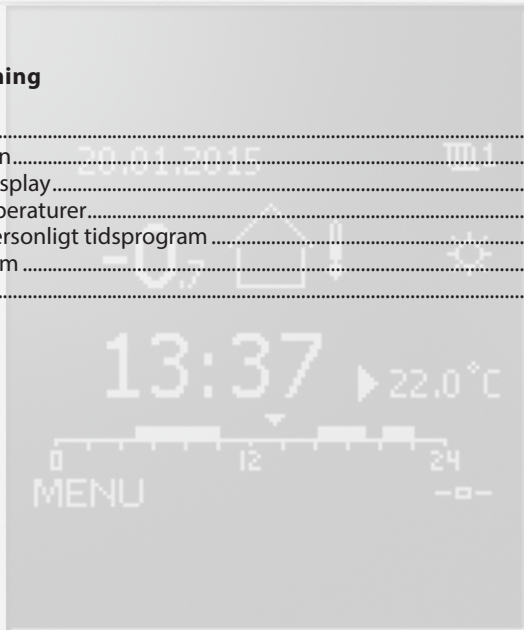 ning
n
splay
peraturer
ersonligt tidsprogram
m
20.01.2015 1
-0,7
13:37 22.0°C
0 12 24
MENU